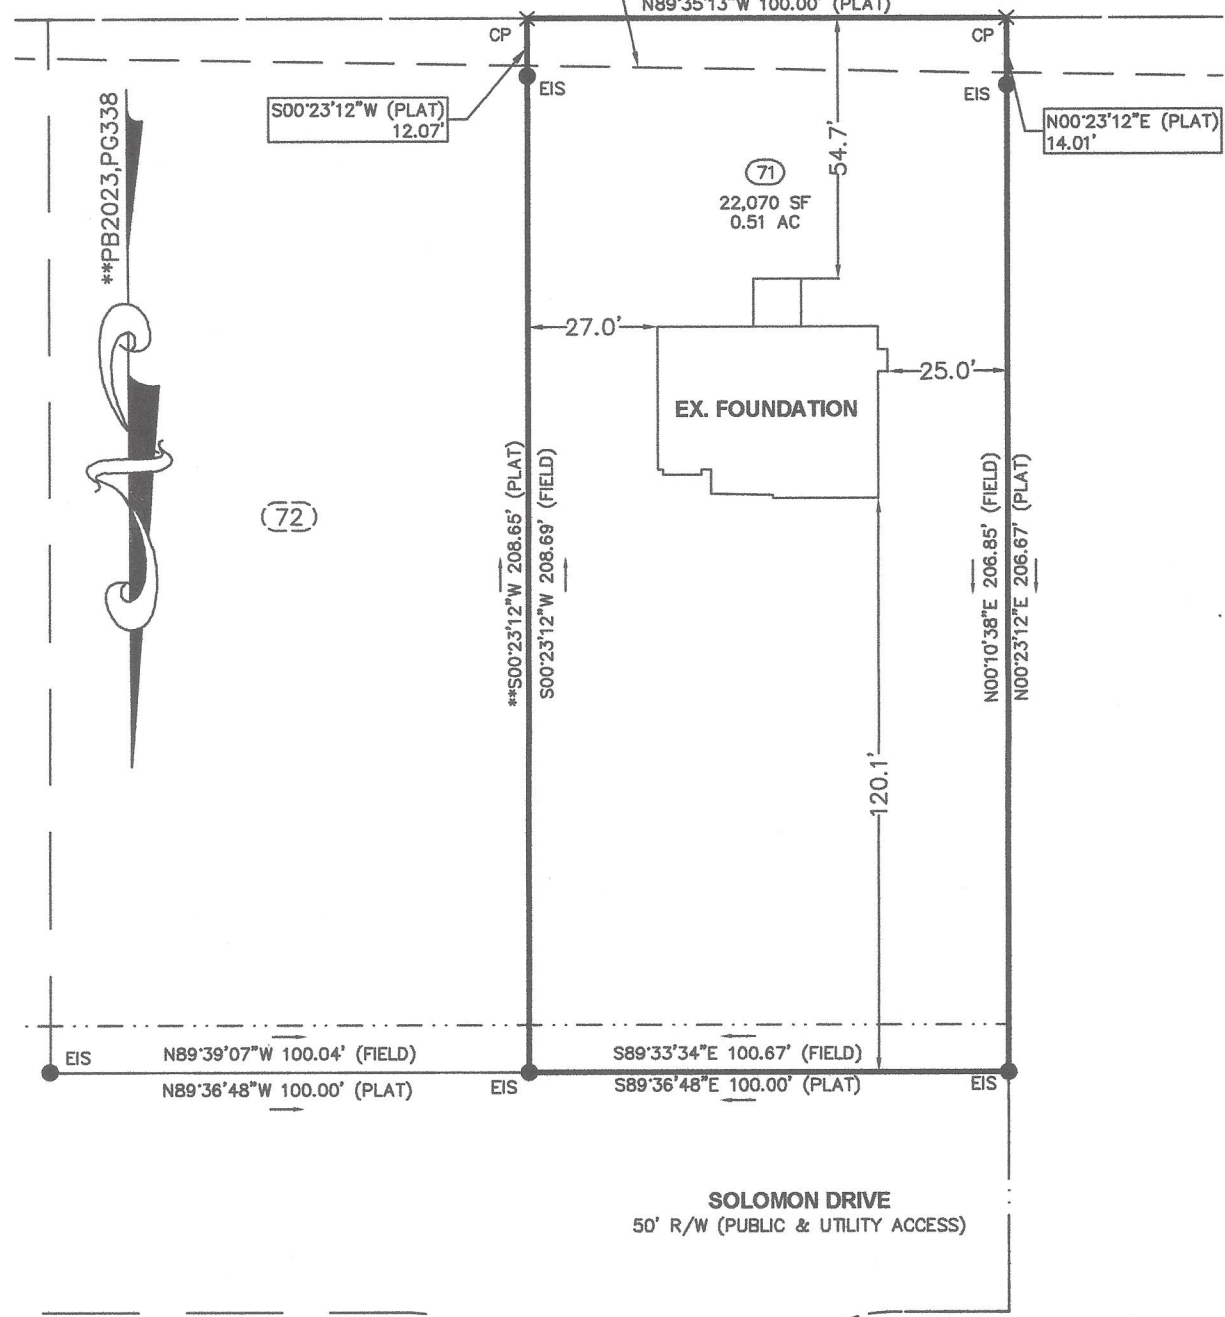 N89°35'13"W 100.00' (PLAT)
CP
CP
EIS
EIS
S00°23'12"W (PLAT)
12.07'
N00°23'12"E (PLAT)
14.01'
**PB2023,PG338
54.7'
71
22,070 SF
0.51 AC
27.0'
25.0'
EX. FOUNDATION
72
**S00°23'12"W 208.65' (PLAT)
S00°23'12"W 208.69' (FIELD)
N00°10'38"E 206.85' (FIELD)
N00°23'12"E 206.67' (PLAT)
120.1'
EIS
N89°39'07"W 100.04' (FIELD)
S89°33'34"E 100.67' (FIELD)
N89°36'48"W 100.00' (PLAT)
EIS
S89°36'48"E 100.00' (PLAT)
EIS
SOLOMON DRIVE
50' R/W (PUBLIC & UTILITY ACCESS)